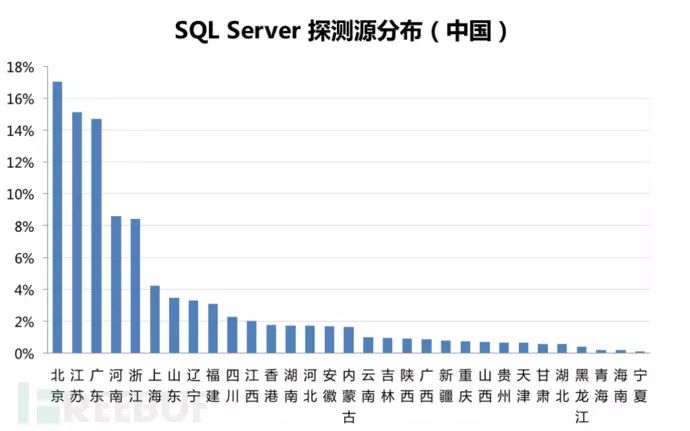 SQL Server 探测源分布（中国）
18%
16%
14%
12%
10%
8%
6%
4%
2%
0%
北京
江苏
广东
河南
浙江
上海
山东
辽宁
福建
四川
江西
香港
湖南
河北
安徽
内蒙古
云南
吉林
陕西
广西
新疆
重庆
山西
贵州
天津
甘肃
湖北
黑龙江
青海
海南
宁夏
FREEBUF